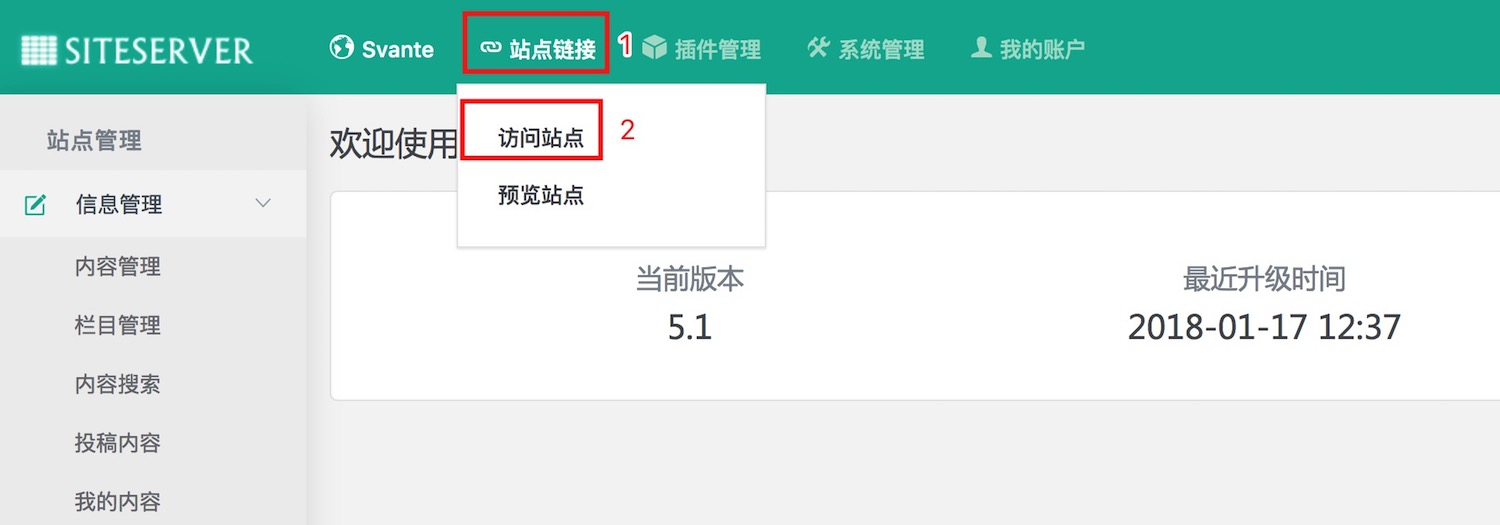 SITESERVER
Svante
站点链接
1
插件管理
系统管理
我的账户
站点管理
信息管理
内容管理
栏目管理
内容搜索
投稿内容
我的内容
访问站点
2
预览站点
欢迎使用
当前版本
5.1
最近升级时间
2018-01-17 12:37